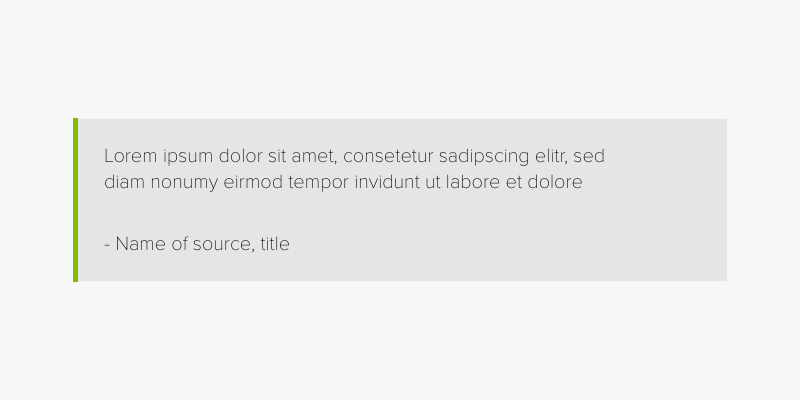 Lorem ipsum dolor sit amet, consetetur sadipscing elitr, sed
diam nonumy eirmod tempor invidunt ut labore et dolore
- Name of source, title